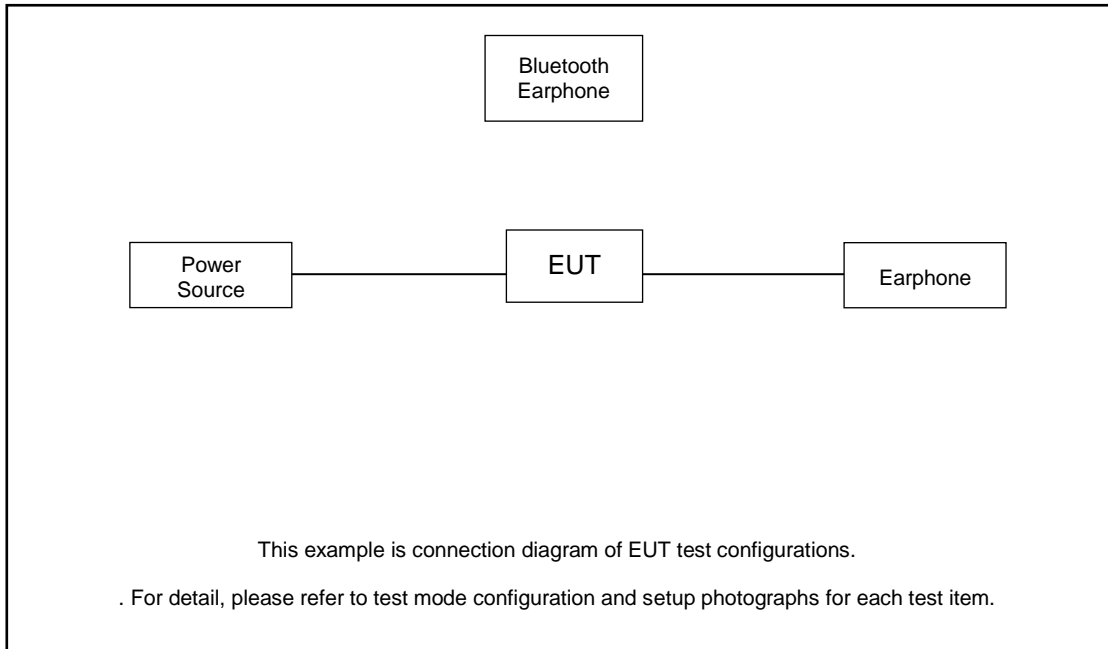 Bluetooth
Earphone
Power
Source
EUT
Earphone
This example is connection diagram of EUT test configurations.
. For detail, please refer to test mode configuration and setup photographs for each test item.